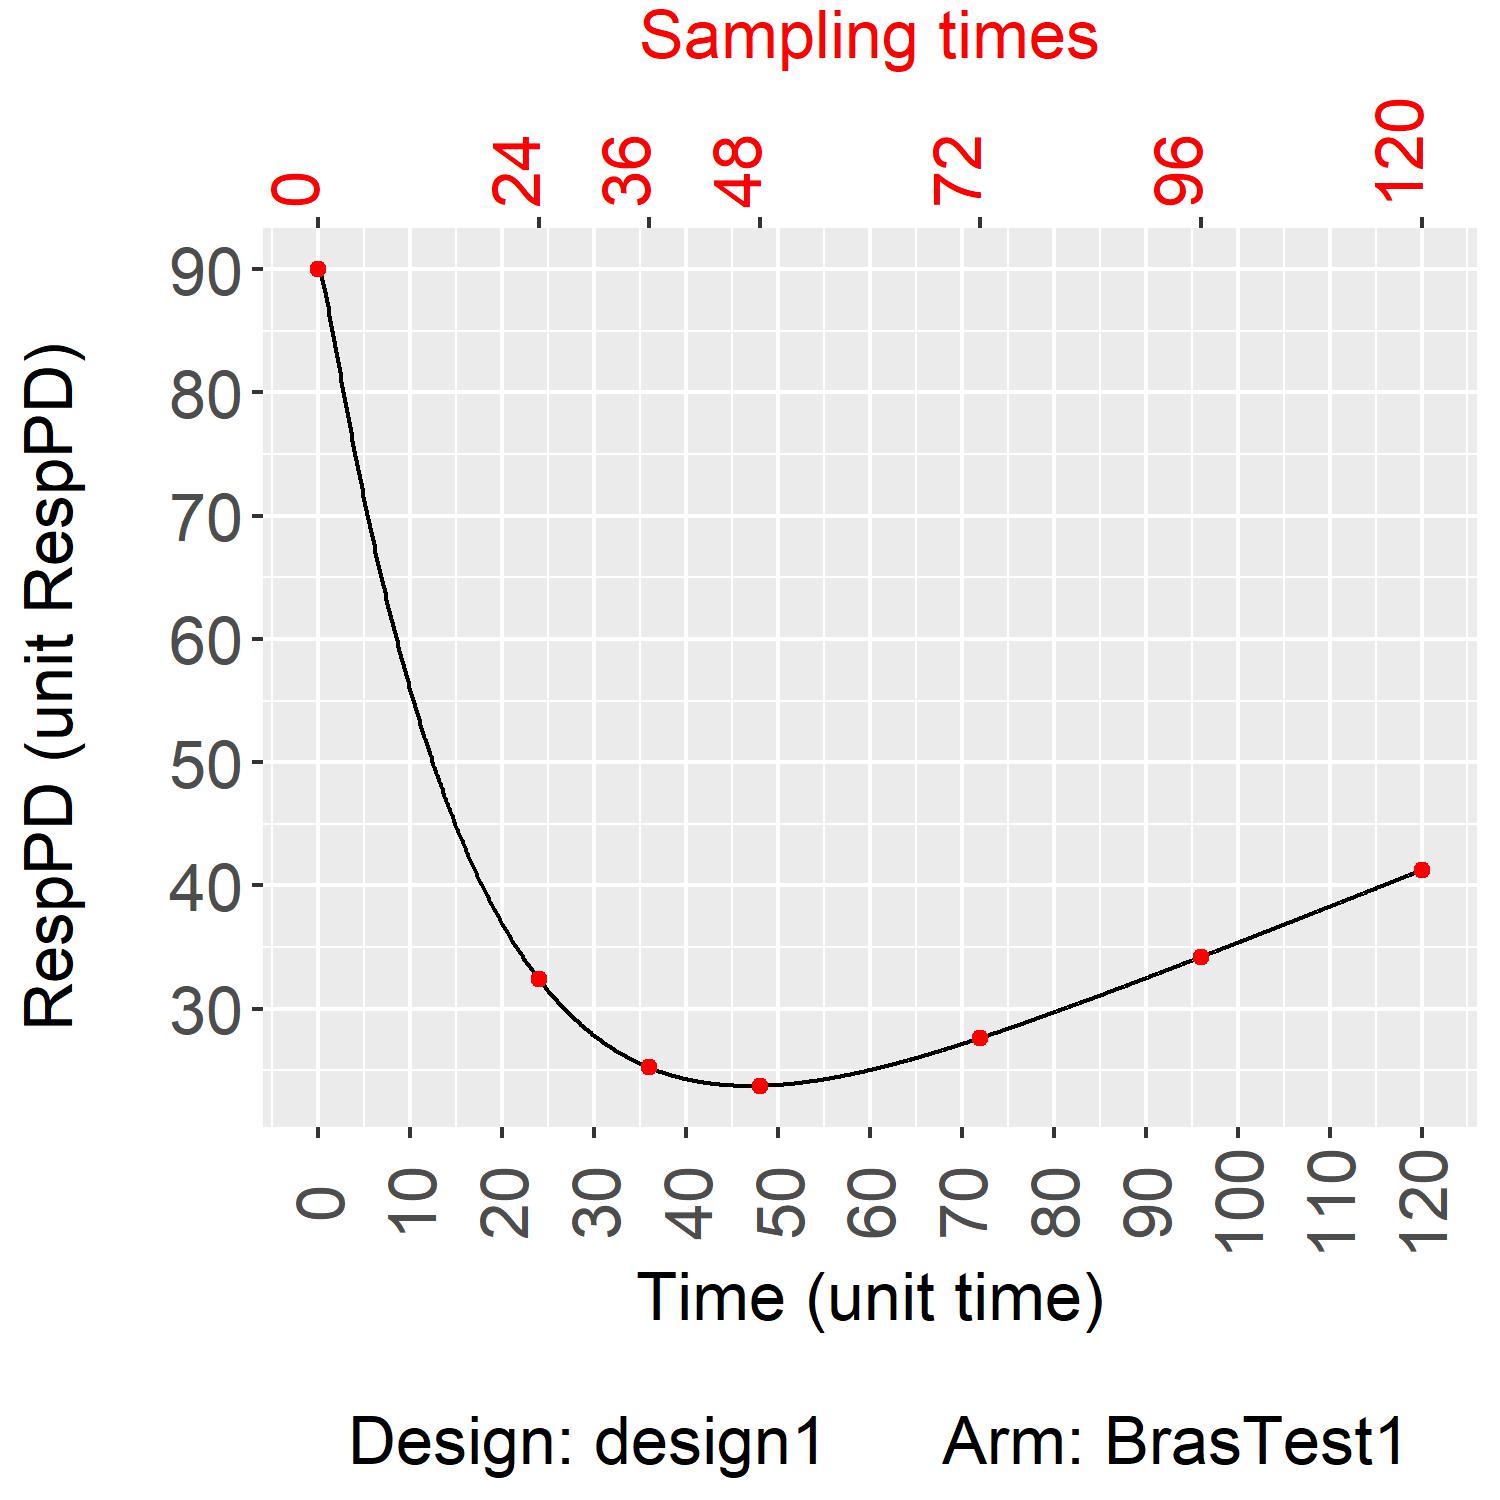 Sampling times
0 24 36 48 72 96 120
RespPD (unit RespPD)
90
80
70
60
50
40
30
0 10 20 30 40 50 60 70 80 90 100 110 120
Time (unit time)
Design: design1 Arm: BrasTest1